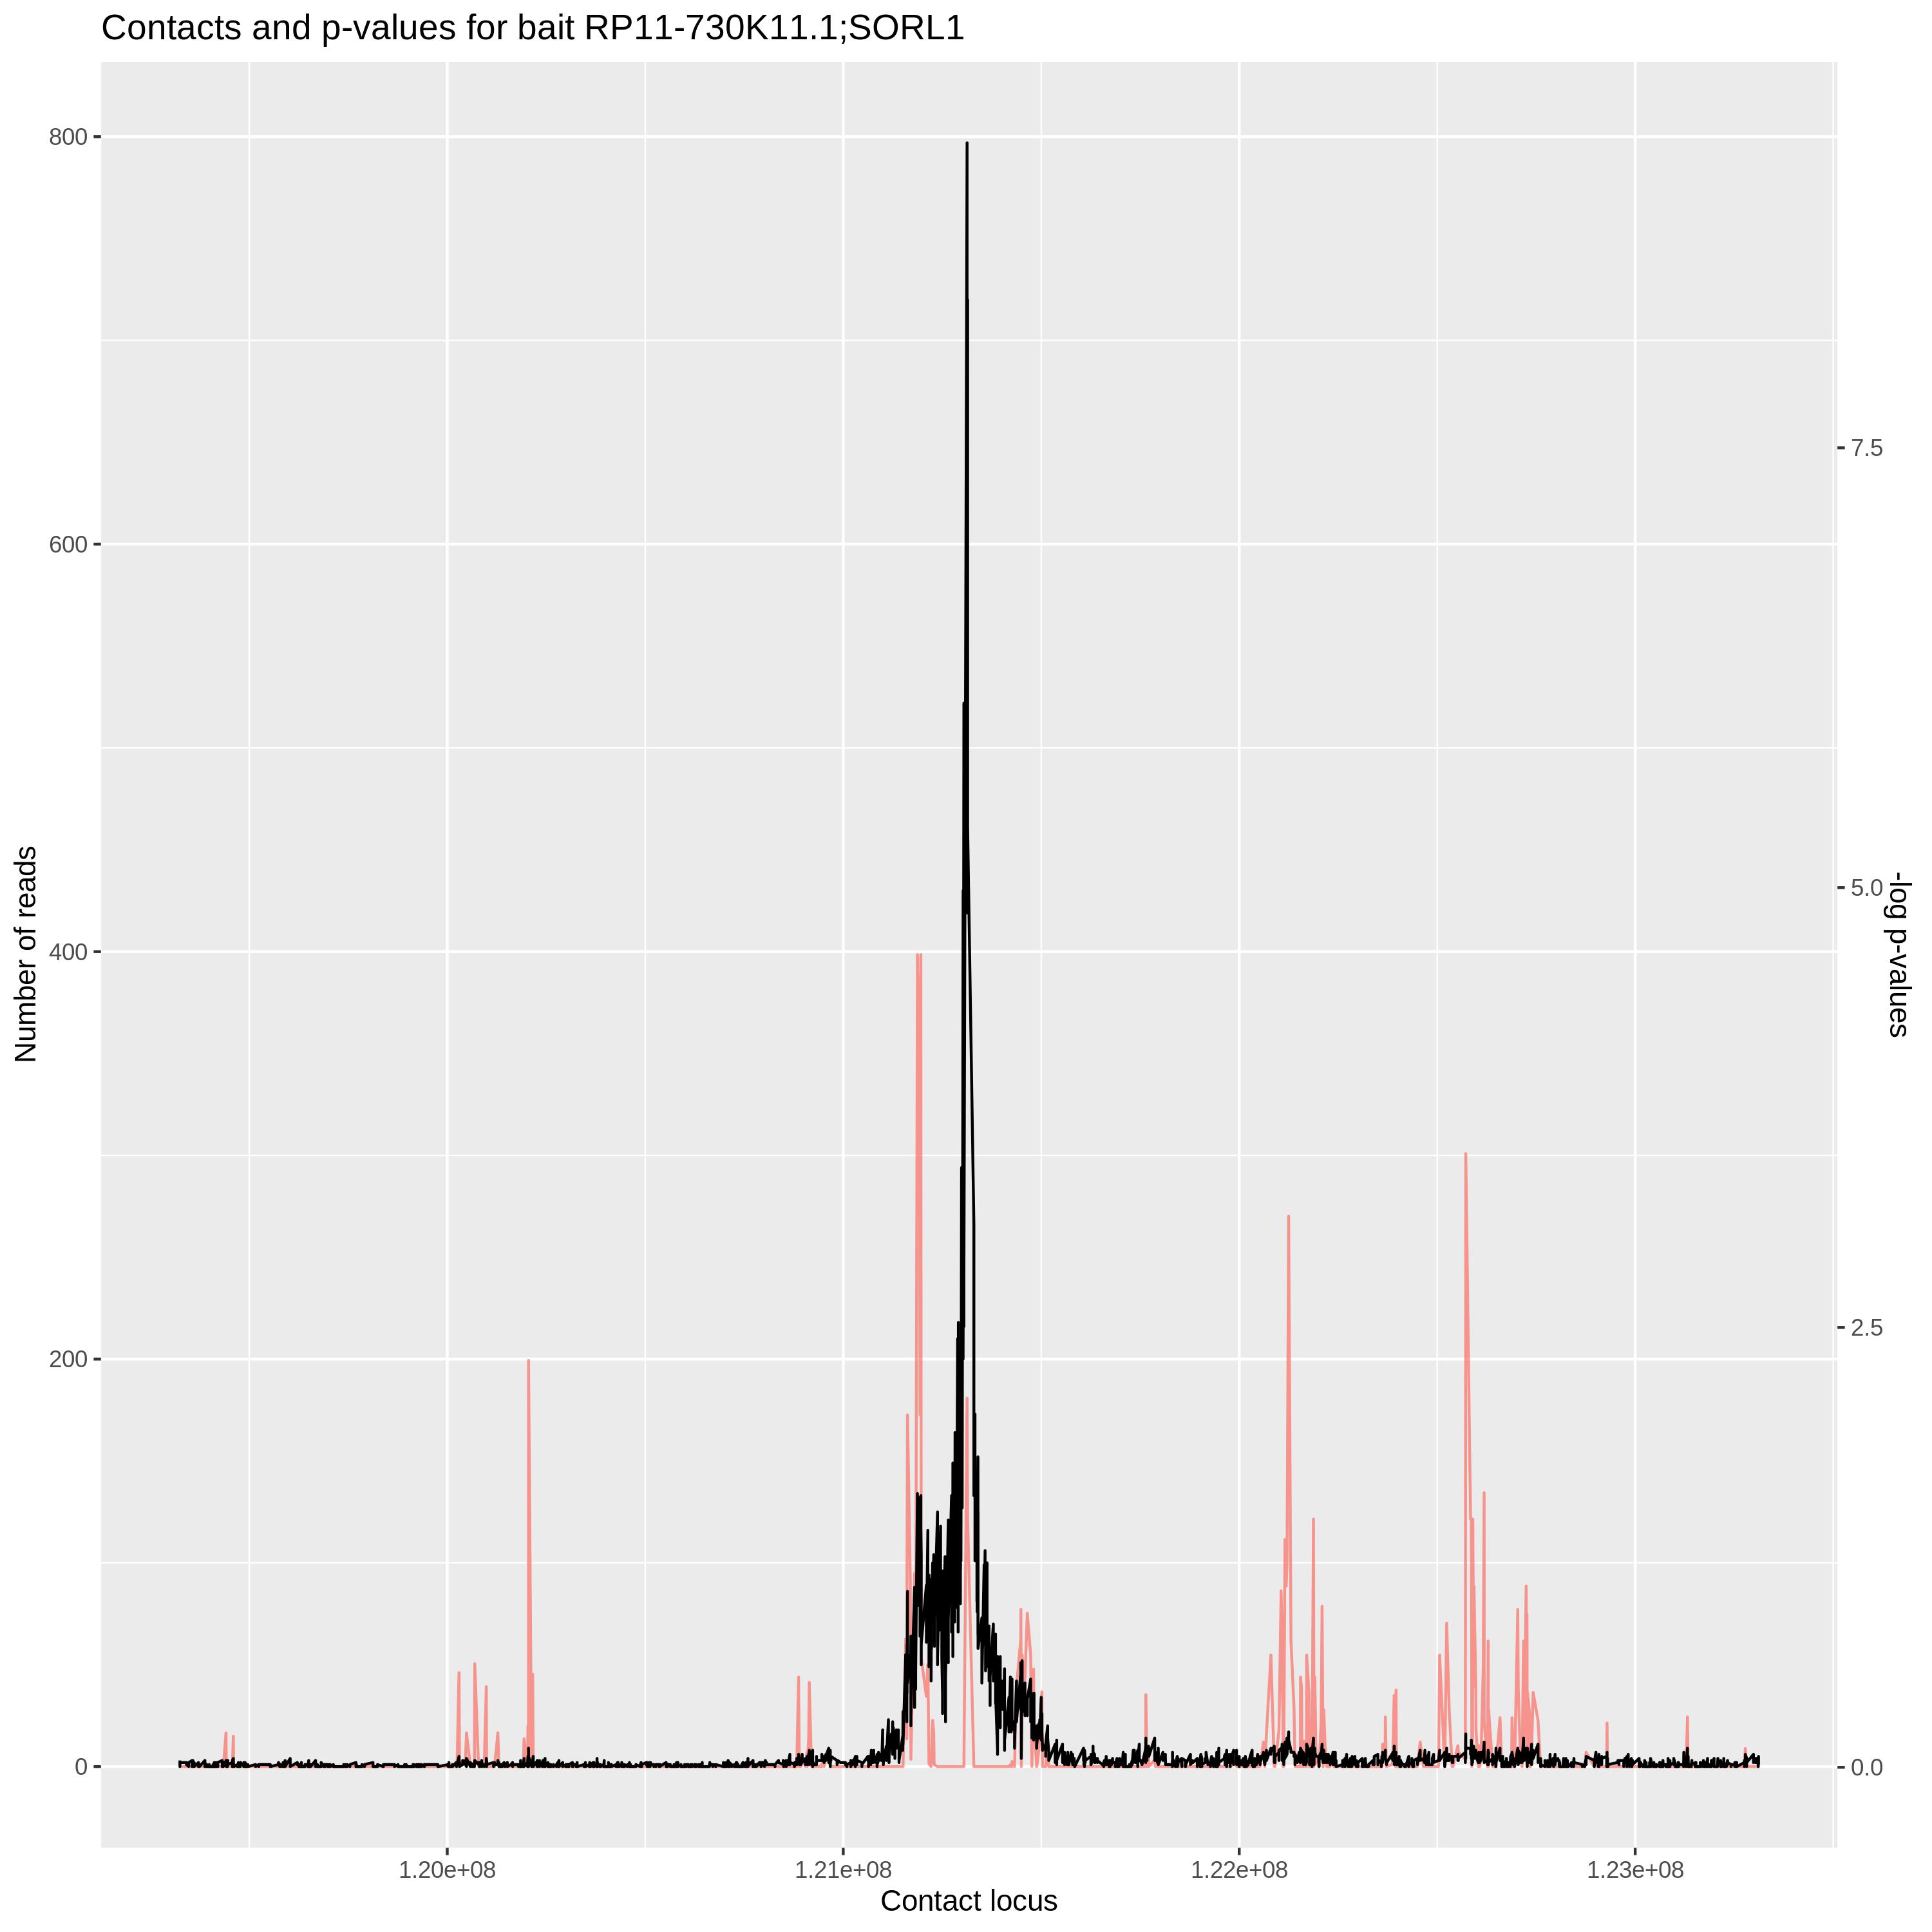 Contacts and p-values for bait RP11-730K11.1;SORL1
800
600
400
200
0
Number of reads
7.5
5.0
2.5
0.0
-log p-values
1.20e+08
1.21e+08
1.22e+08
1.23e+08
Contact locus